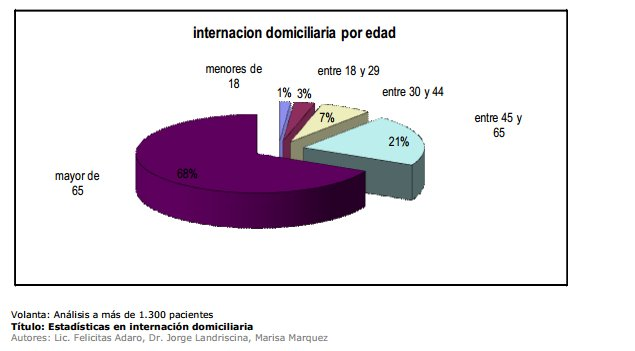 internacion domiciliaria por edad
menores de
18
entre 18 y 29
1%
3%
entre 30 y 44
7%
entre 45 y
65
21%
mayor de
65
68%
Volanta: Análisis a más de 1.300 pacientes
Título: Estadísticas en internación domiciliaria
Autores: Lic. Felicitas Adaro, Dr. Jorge Landriscina, Marisa Marquez